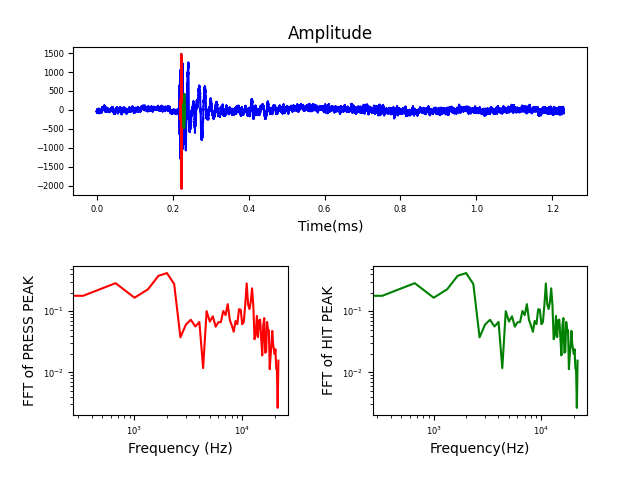 Amplitude
1500
1000
500
0
−500
−1000
−1500
−2000
0.0 0.2 0.4 0.6 0.8 1.0 1.2
Time(ms)
FFT of PRESS PEAK
10⁻¹
10⁻²
10³ 10⁴
Frequency (Hz)
FFT of HIT PEAK
10⁻¹
10⁻²
10³ 10⁴
Frequency(Hz)